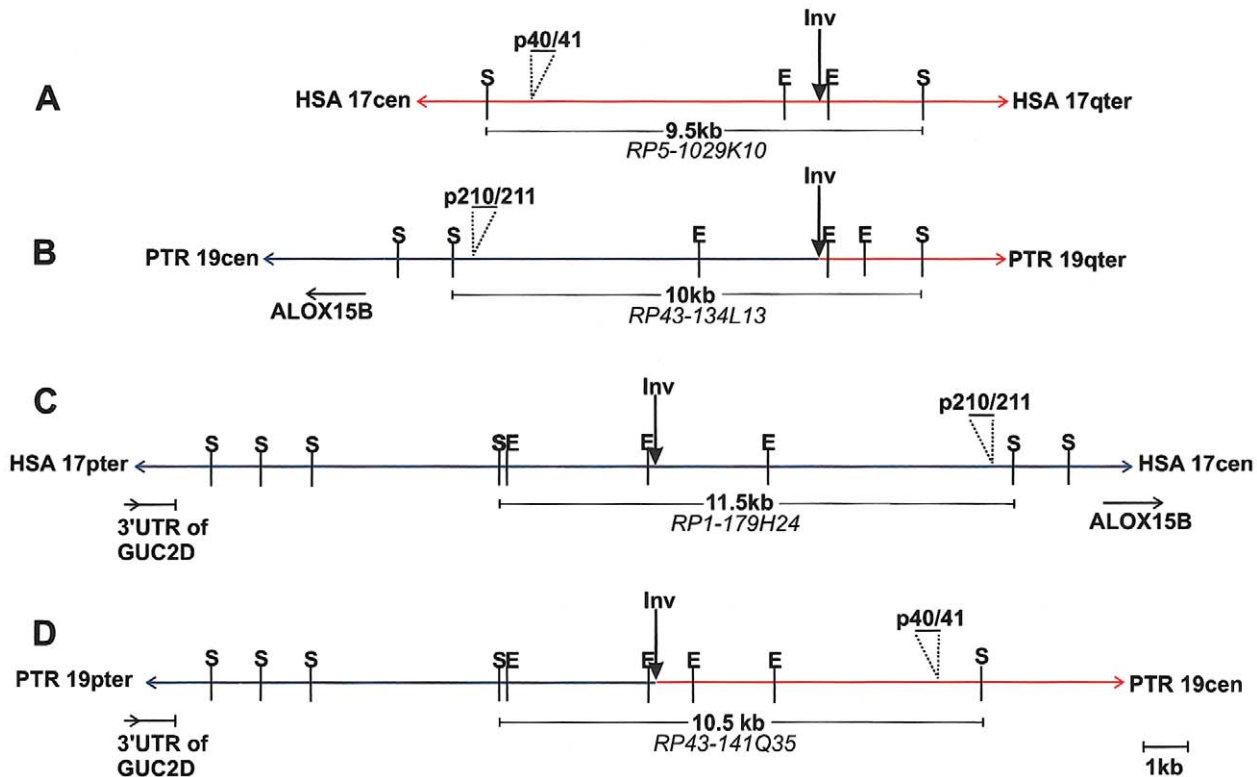 Inv
p40/41
A
S E E S
HSA 17cen
HSA 17qter
9.5kb
RP5-1029K10
Inv
p210/211
B
S S E E E S
PTR 19cen
PTR 19qter
ALOX15B
10kb
RP43-134L13
C
Inv
p210/211
S S S S E E E S S
HSA 17pter
HSA 17cen
11.5kb
RP1-179H24
ALOX15B
3'UTR of
GUC2D
D
Inv
p40/41
S S S S E E E E S
PTR 19pter
PTR 19cen
10.5 kb
RP43-141Q35
3'UTR of
GUC2D
1kb